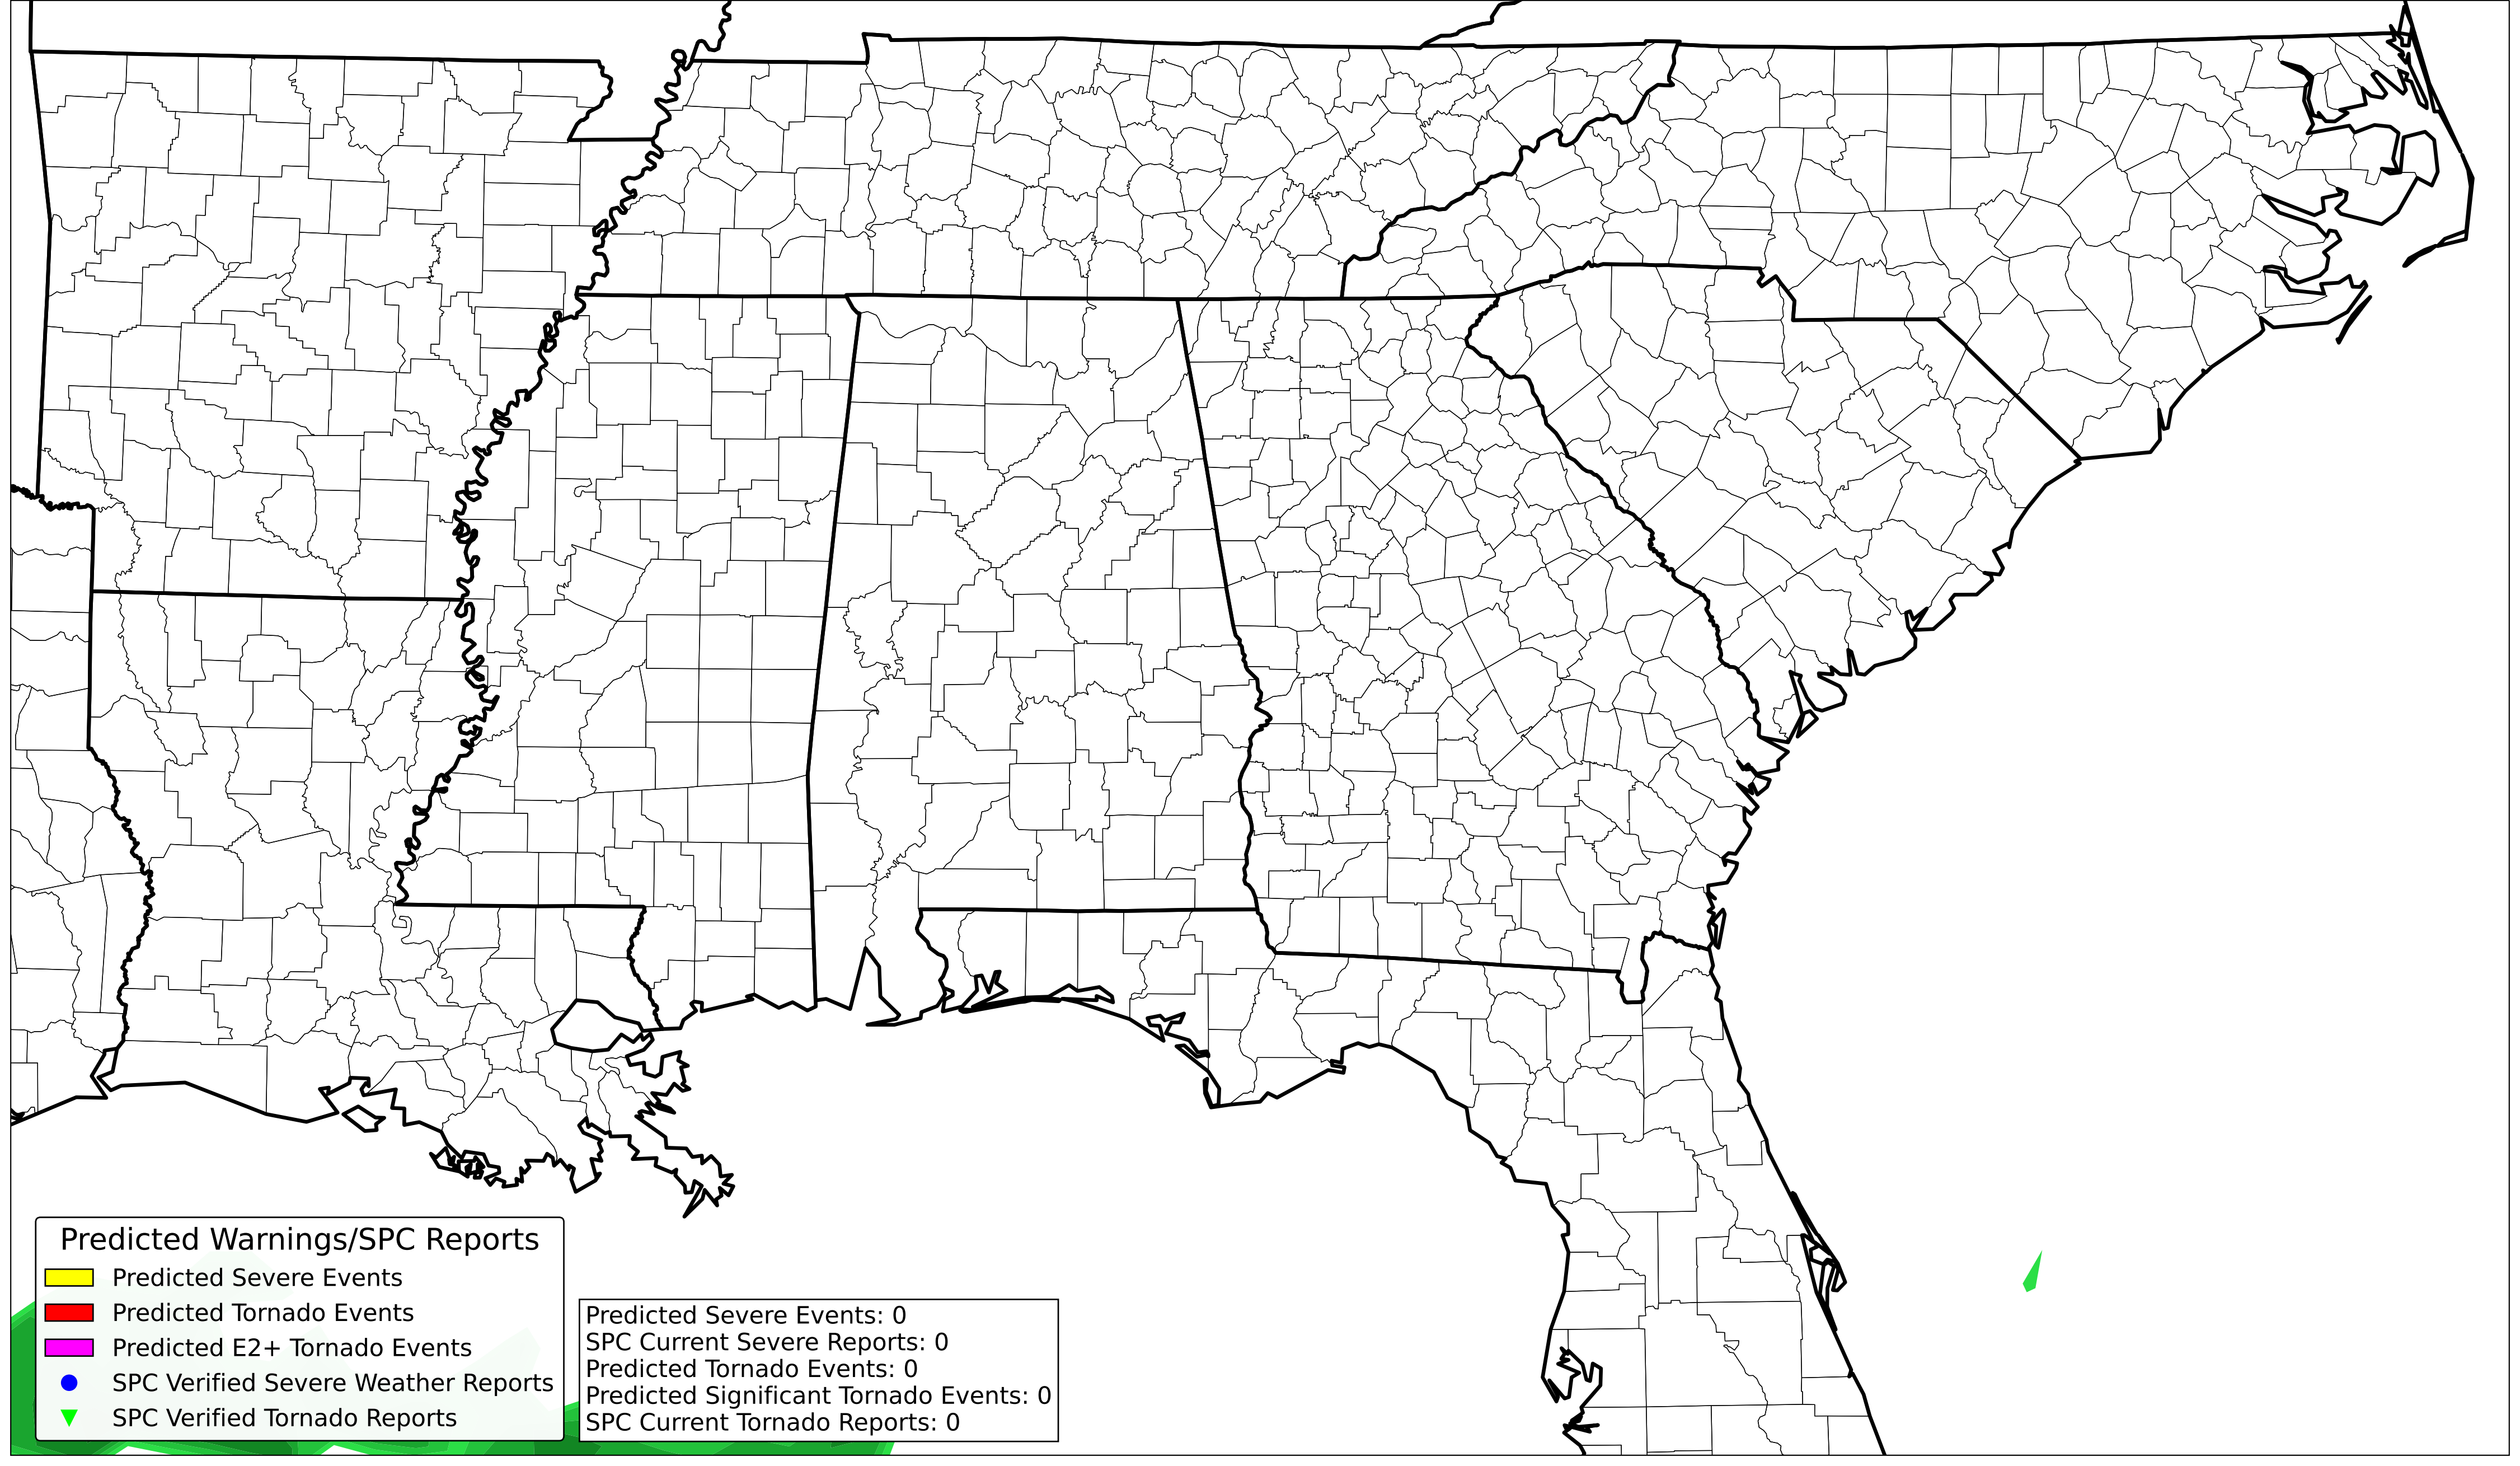 Predicted Warnings/SPC Reports
Predicted Severe Events
Predicted Tornado Events
Predicted E2+ Tornado Events
SPC Verified Severe Weather Reports
SPC Verified Tornado Reports
Predicted Severe Events: 0
SPC Current Severe Reports: 0
Predicted Tornado Events: 0
Predicted Significant Tornado Events: 0
SPC Current Tornado Reports: 0